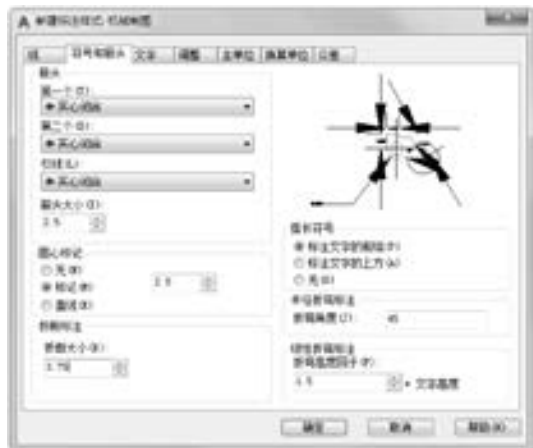 新建标注样式:
线 符号和箭头 文字 调整 主单位 换算单位 公差
箭头
第一个(T):
实心闭合
第二个(D):
实心闭合
引线(L):
实心闭合
箭头大小(I):
2.5
圆心标记
无(N)
标记(M)
直线(E)
2.5
折断标注
折断大小(B):
3.75
弧长符号
标注文字的前缀(P)
标注文字的上方(A)
无(O)
半径折弯标注
折弯角度(J): 45
线性折弯标注
折弯高度因子(F):
1.5 * 文字高度
确定 取消 帮助(H)